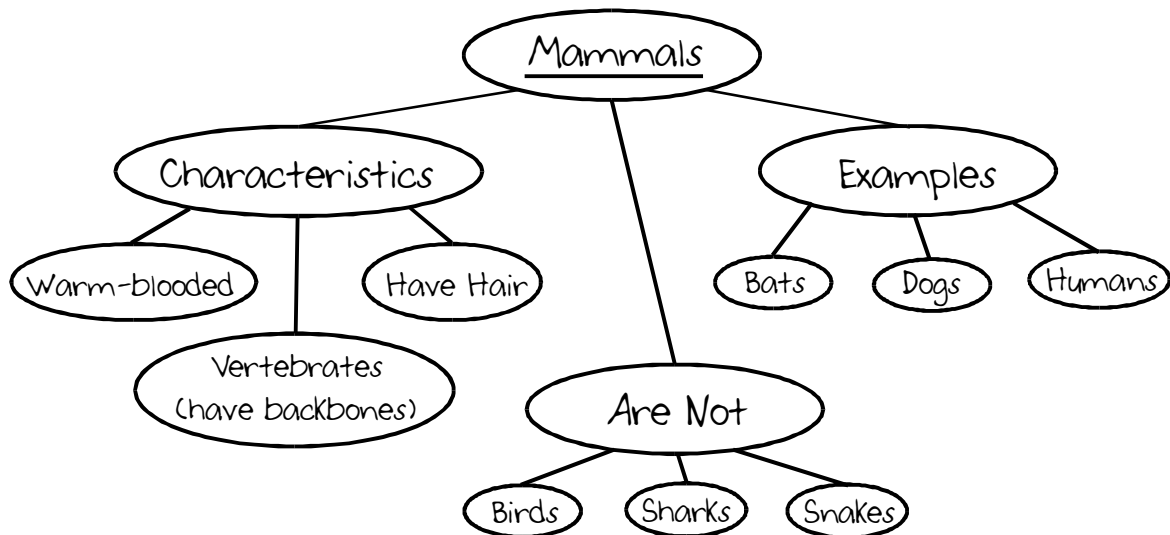 Mammals
Characteristics
Examples
Warm-blooded
Have Hair
Bats
Dogs
Humans
Vertebrates
(have backbones)
Are Not
Birds
Sharks
Snakes